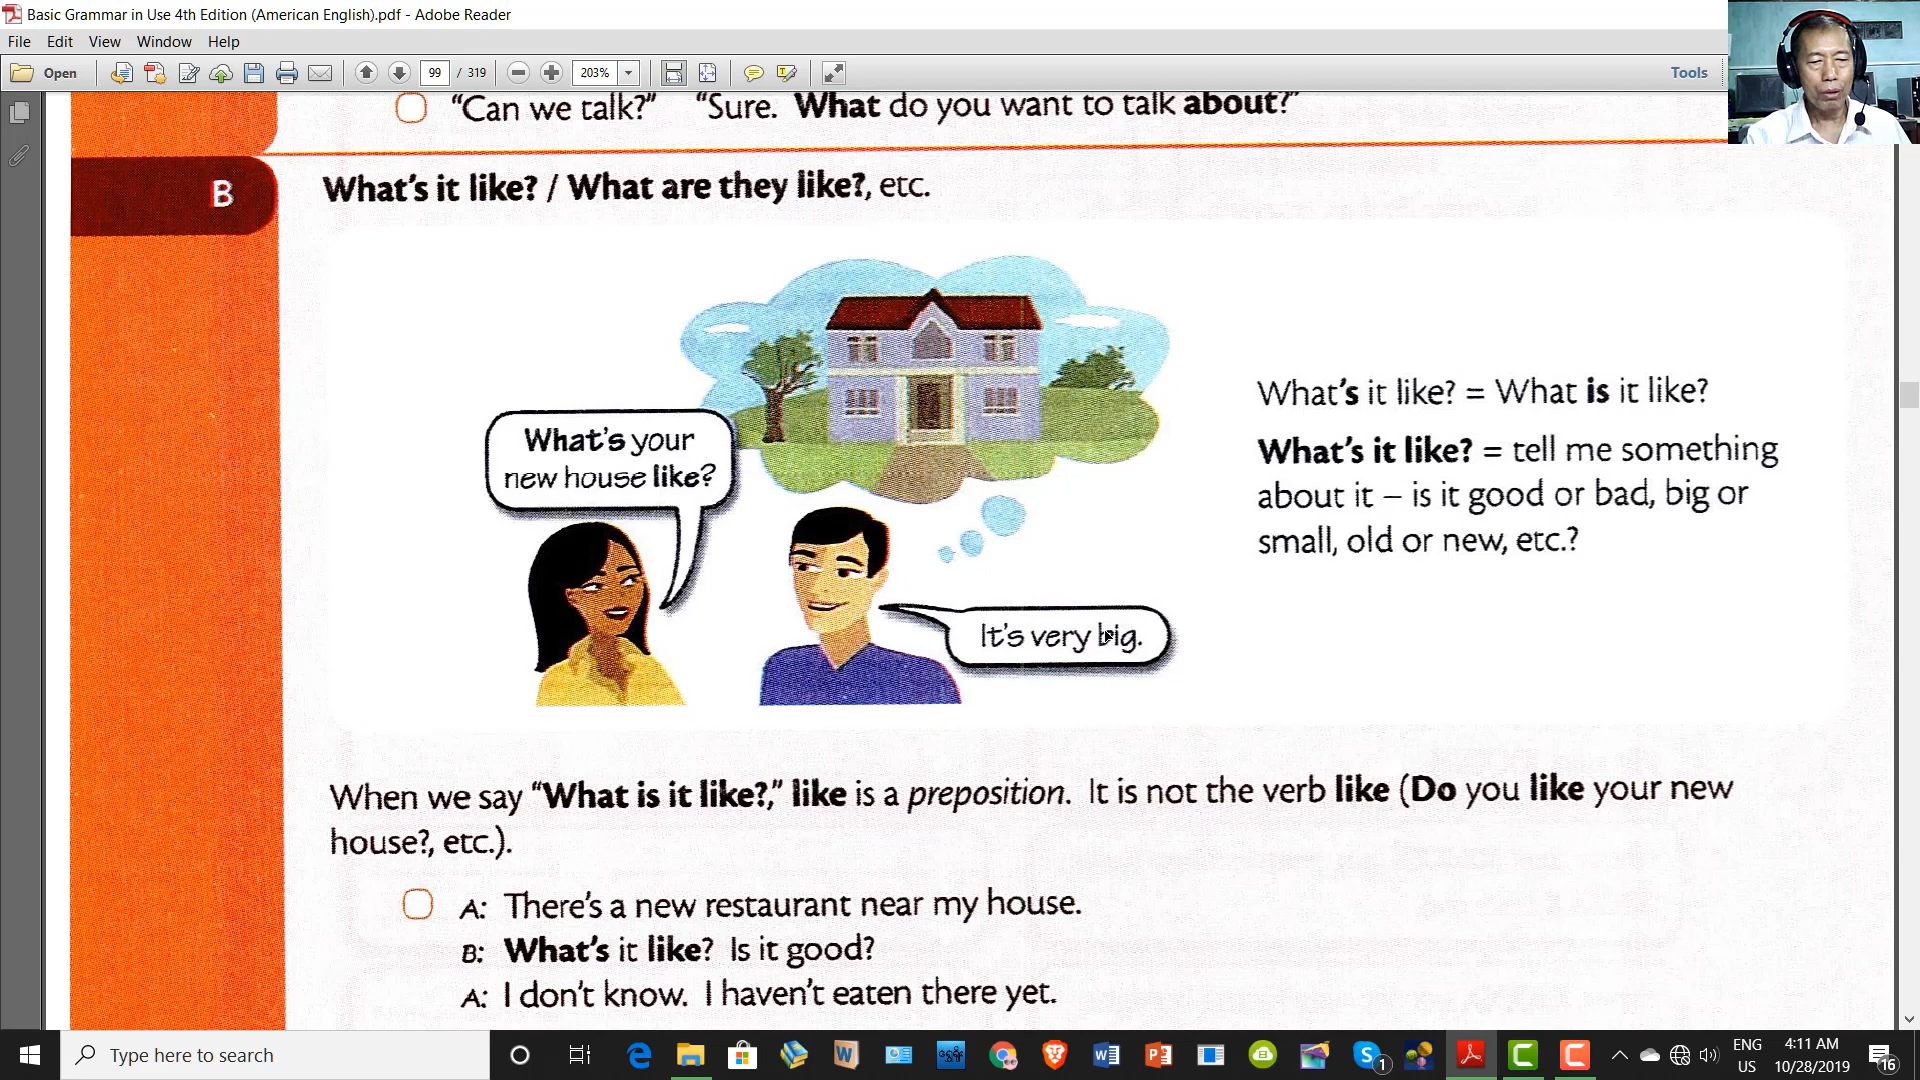 Basic Grammar in Use 4th Edition (American English).pdf - Adobe Reader
File Edit View Window Help
Open 99 / 319 203% Tools
"Can we talk?" "Sure. What do you want to talk about?"
B What's it like? / What are they like?, etc.
What's your
new house like?
It's very big.
What's it like? = What is it like?
What's it like? = tell me something
about it – is it good or bad, big or
small, old or new, etc.?
When we say "What is it like?," like is a preposition. It is not the verb like (Do you like your new
house?, etc.).
A: There's a new restaurant near my house.
B: What's it like? Is it good?
A: I don't know. I haven't eaten there yet.
Type here to search
1
ENG
US
4:11 AM
10/28/2019
16